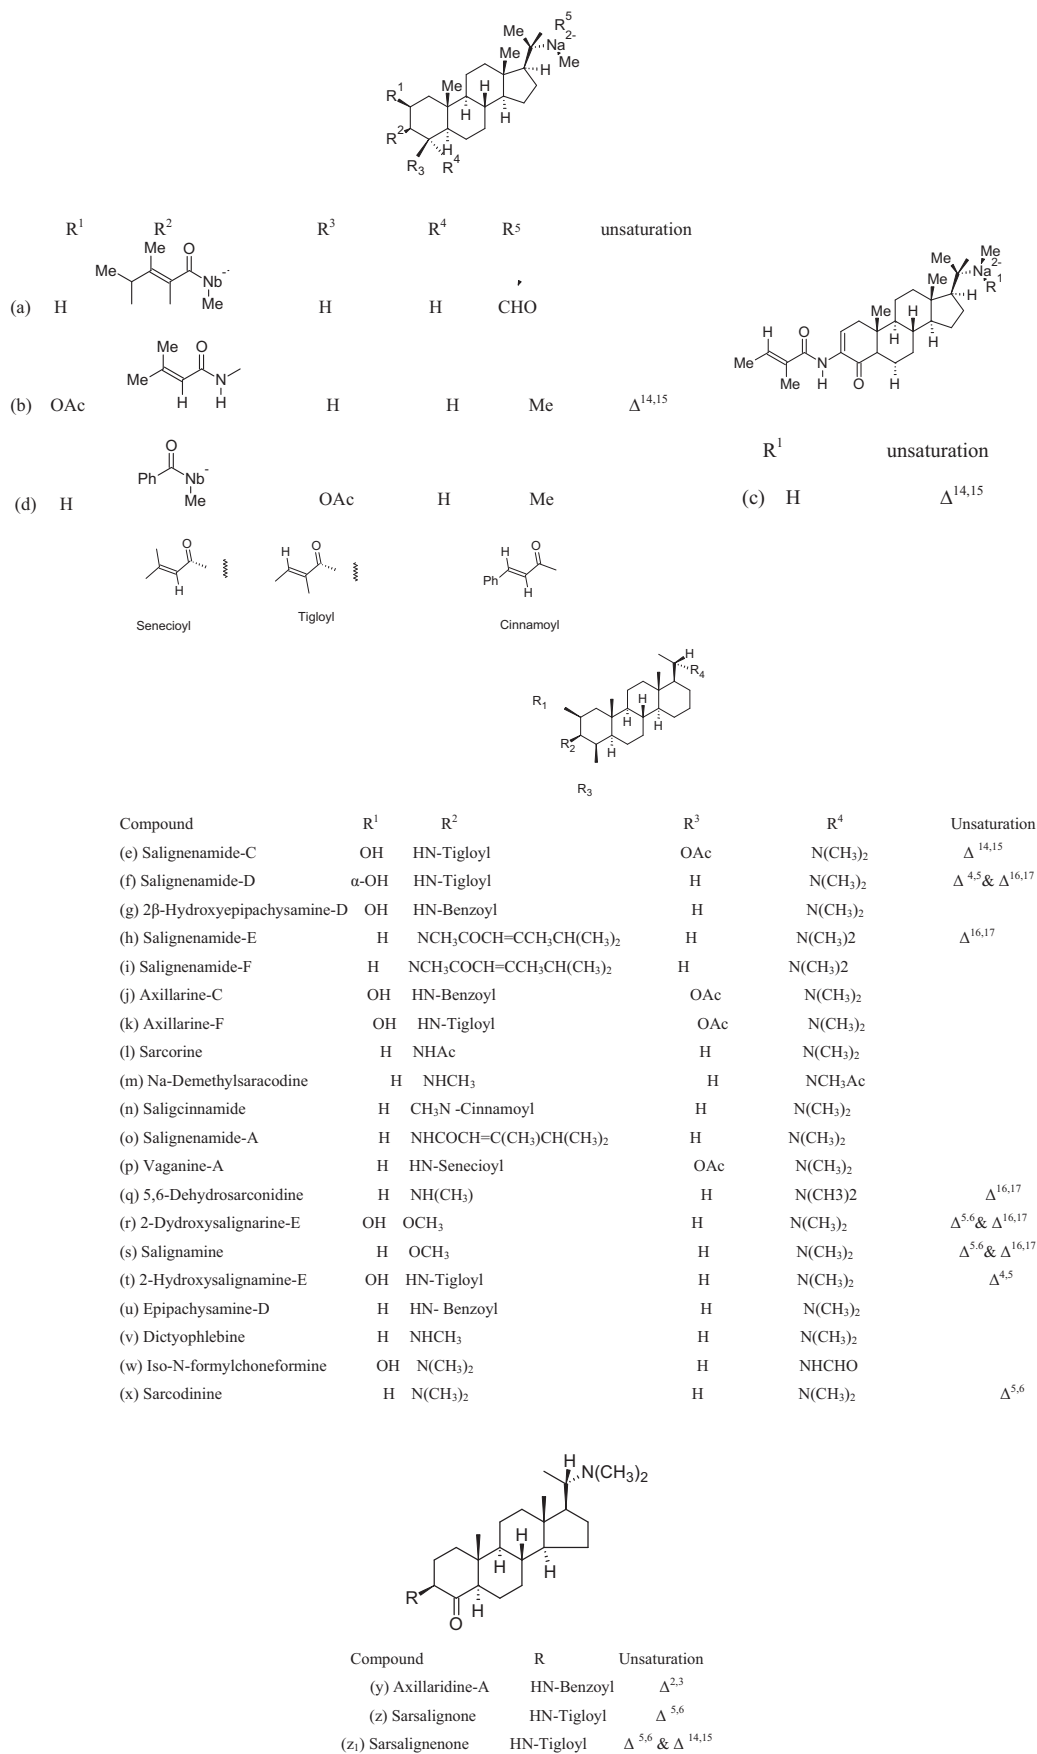 R5
Me
Na 2-
Me
Me
H
Me
H
R1
H
H
R2
H
R3
R4
R1 R2 R3 R4 R5 unsaturation
Me
O
Me
Nb -·
Me
(a) H H H CHO
Me
O
Me
N
H
H
(b) OAc H H Me Δ14,15
O
Ph
Nb -
Me
(d) H OAc H Me
Me
Me
Na 2-
R1
Me
H
Me
H
H
H
H
O
Me
Me
N
H
O
H
R1 unsaturation
(c) H Δ14,15
O
H
Senecioyl
H
O
Tigloyl
H
O
Ph
H
Cinnamoyl
H
R4
R1
H
H
H
R2
H
R3
Compound R1 R2 R3 R4 Unsaturation
(e) Salignenamide-C OH HN-Tigloyl OAc N(CH3)2 Δ 14,15
(f) Salignenamide-D α-OH HN-Tigloyl H N(CH3)2 Δ 4,5& Δ16,17
(g) 2β-Hydroxyepipachysamine-D OH HN-Benzoyl H N(CH3)2
(h) Salignenamide-E H NCH3COCH=CCH3CH(CH3)2 H N(CH3)2 Δ16,17
(i) Salignenamide-F H NCH3COCH=CCH3CH(CH3)2 H N(CH3)2
(j) Axillarine-C OH HN-Benzoyl OAc N(CH3)2
(k) Axillarine-F OH HN-Tigloyl OAc N(CH3)2
(l) Sarcorine H NHAc H N(CH3)2
(m) Na-Demethylsaracodine H NHCH3 H NCH3Ac
(n) Saligcinnamide H CH3N -Cinnamoyl H N(CH3)2
(o) Salignenamide-A H NHCOCH=C(CH3)CH(CH3)2 H N(CH3)2
(p) Vaganine-A H HN-Senecioyl OAc N(CH3)2
(q) 5,6-Dehydrosarconidine H NH(CH3) H N(CH3)2 Δ16,17
(r) 2-Dydroxysalignarine-E OH OCH3 H N(CH3)2 Δ5.6& Δ16,17
(s) Salignamine H OCH3 H N(CH3)2 Δ5.6& Δ16,17
(t) 2-Hydroxysalignamine-E OH HN-Tigloyl H N(CH3)2 Δ4,5
(u) Epipachysamine-D H HN- Benzoyl H N(CH3)2
(v) Dictyophlebine H NHCH3 H N(CH3)2
(w) Iso-N-formylchoneformine OH N(CH3)2 H NHCHO
(x) Sarcodinine H N(CH3)2 H N(CH3)2 Δ5,6
H
N(CH3)2
H
H
H
R
H
O
Compound R Unsaturation
(y) Axillaridine-A HN-Benzoyl Δ2,3
(z) Sarsalignone HN-Tigloyl Δ 5,6
(z1) Sarsalignenone HN-Tigloyl Δ 5,6 & Δ 14,15